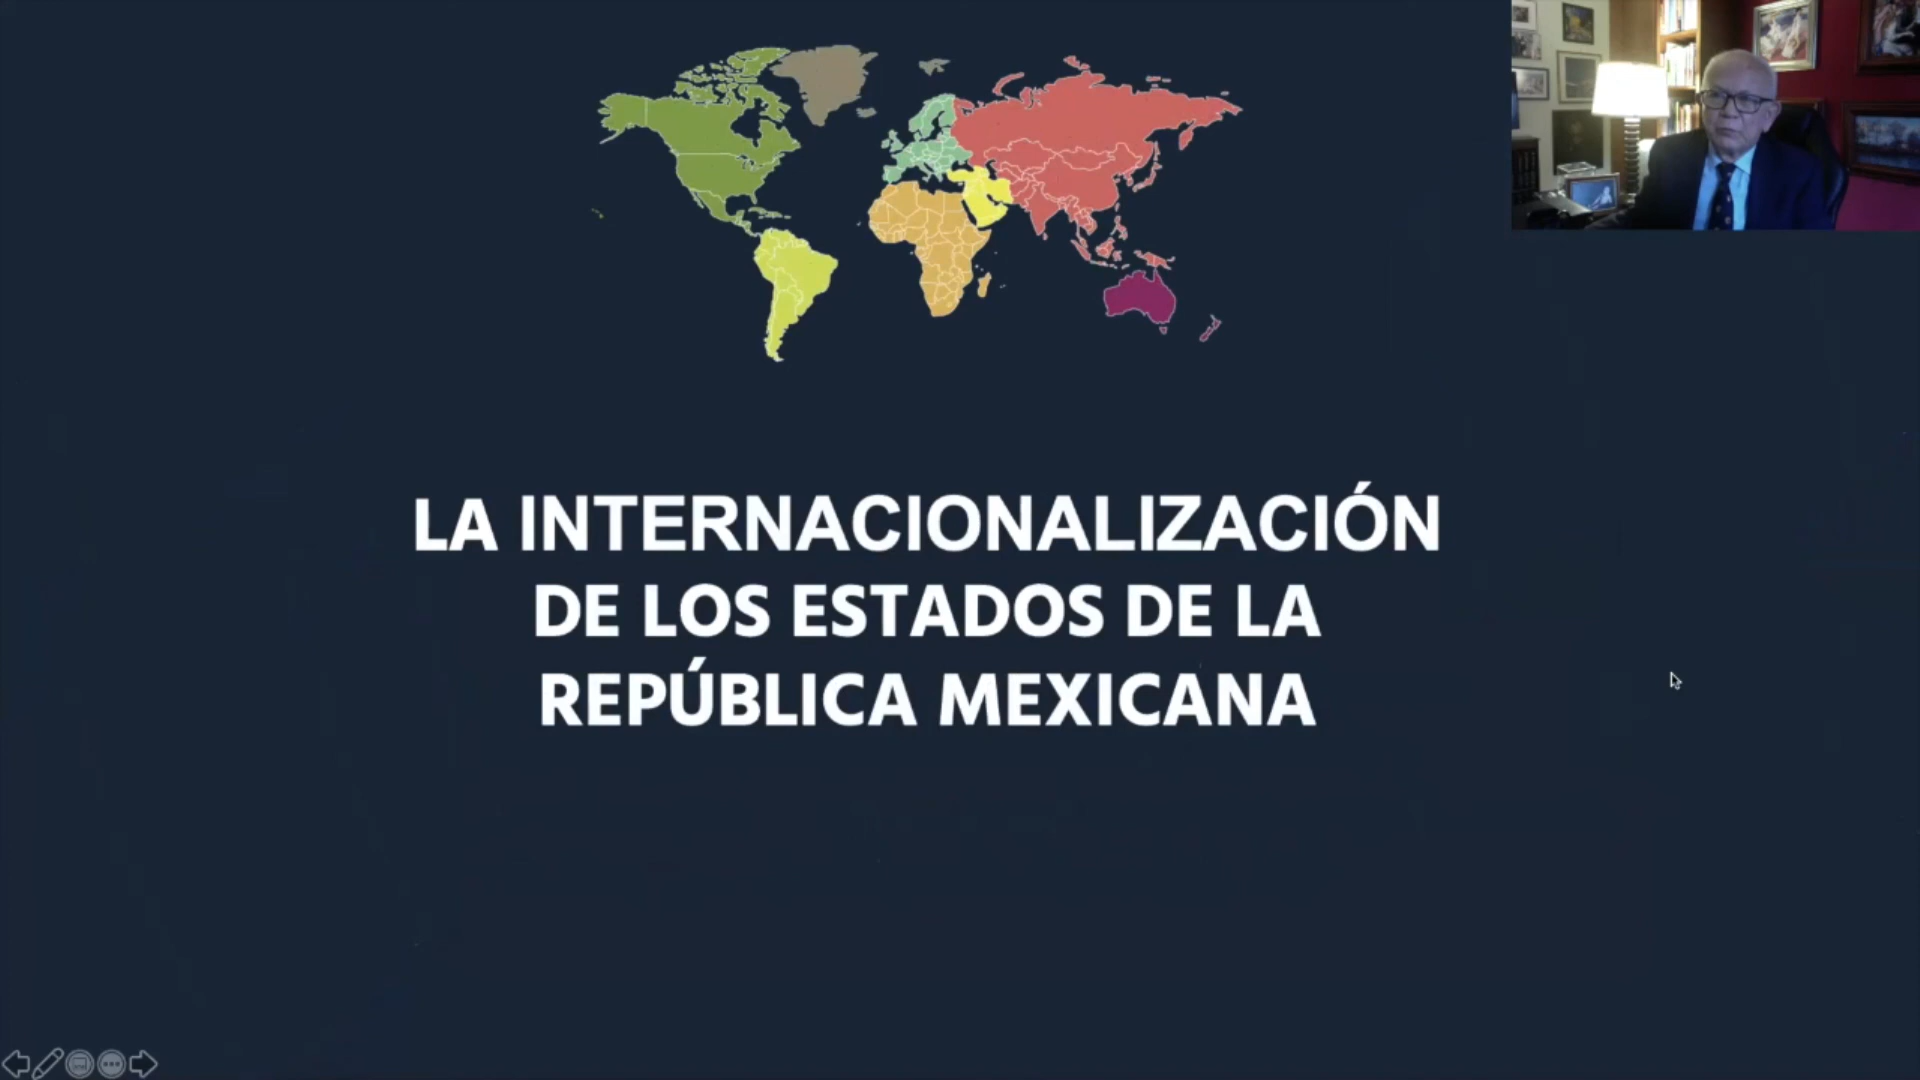 LA INTERNACIONALIZACIÓN
DE LOS ESTADOS DE LA
REPÚBLICA MEXICANA